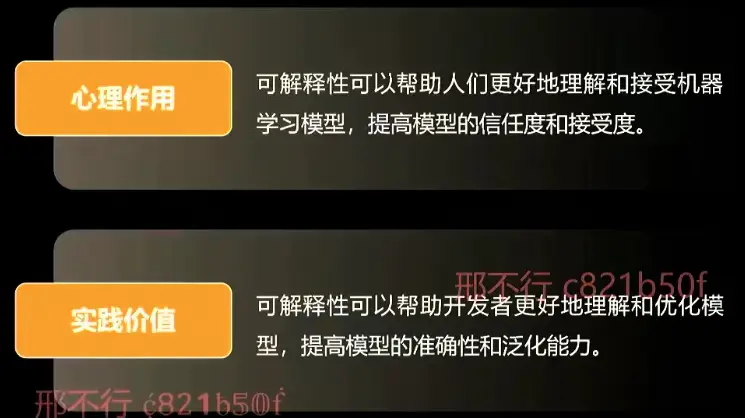 心理作用
可解释性可以帮助人们更好地理解和接受机器
学习模型，提高模型的信任度和接受度。
邢不行 c821b50f
实践价值
可解释性可以帮助开发者更好地理解和优化模
型，提高模型的准确性和泛化能力。
邢不行 c821b50f